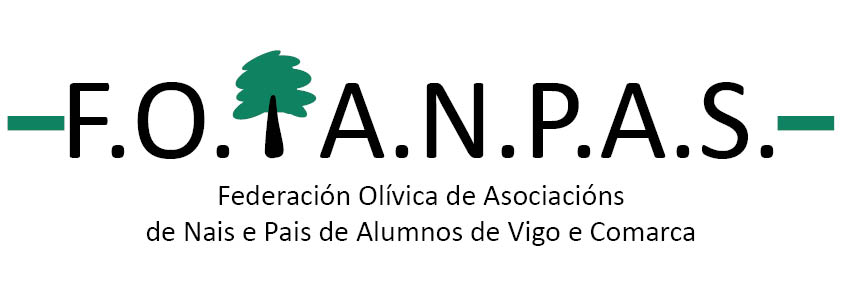 F.O. A.N.P.A.S.
Federación Olívica de Asociacións
de Nais e Pais de Alumnos de Vigo e Comarca